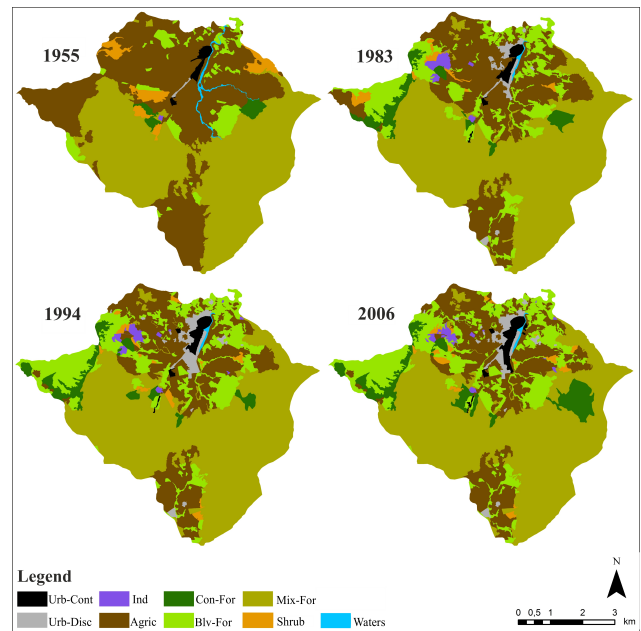 1955
1983
1994
2006
Legend
Urb-Cont
Ind
Con-For
Mix-For
Urb-Disc
Agric
Blv-For
Shrub
Waters
N
0 0,5 1 2 3
km